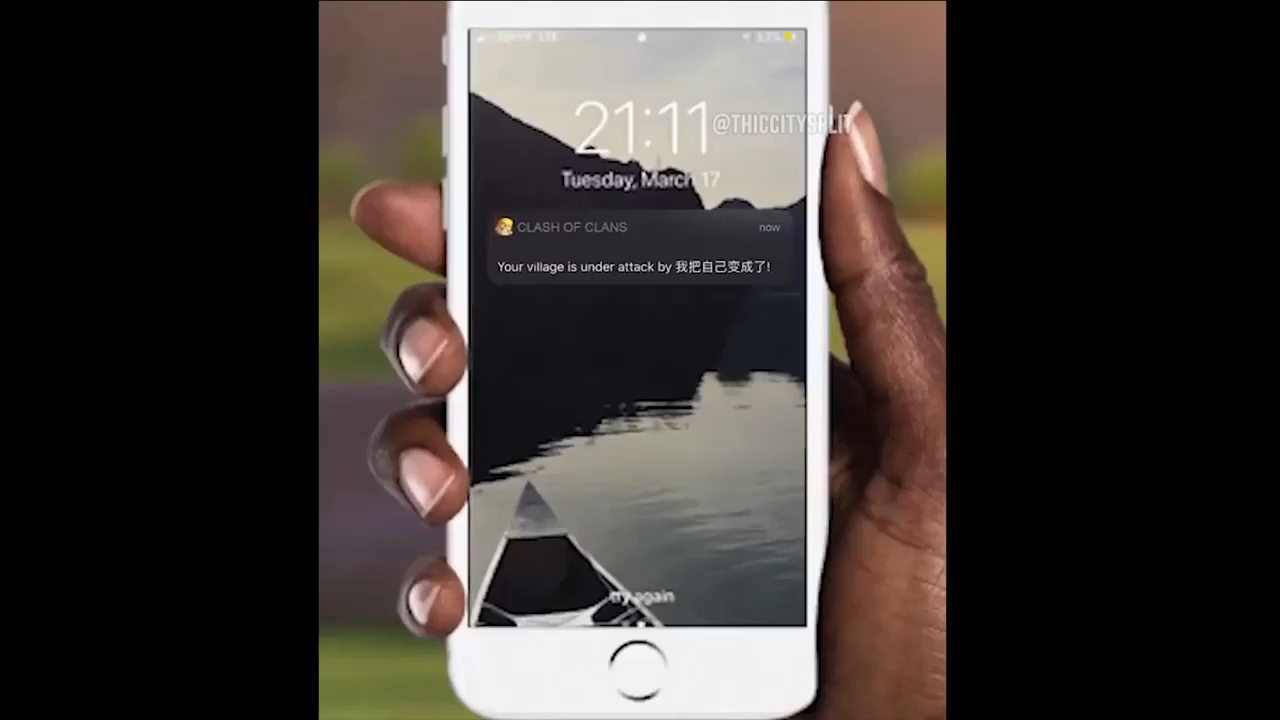 21:11
@THICCITYSPLIT
Tuesday, March 17
CLASH OF CLANS
now
Your village is under attack by 我把自己变成了!
try again